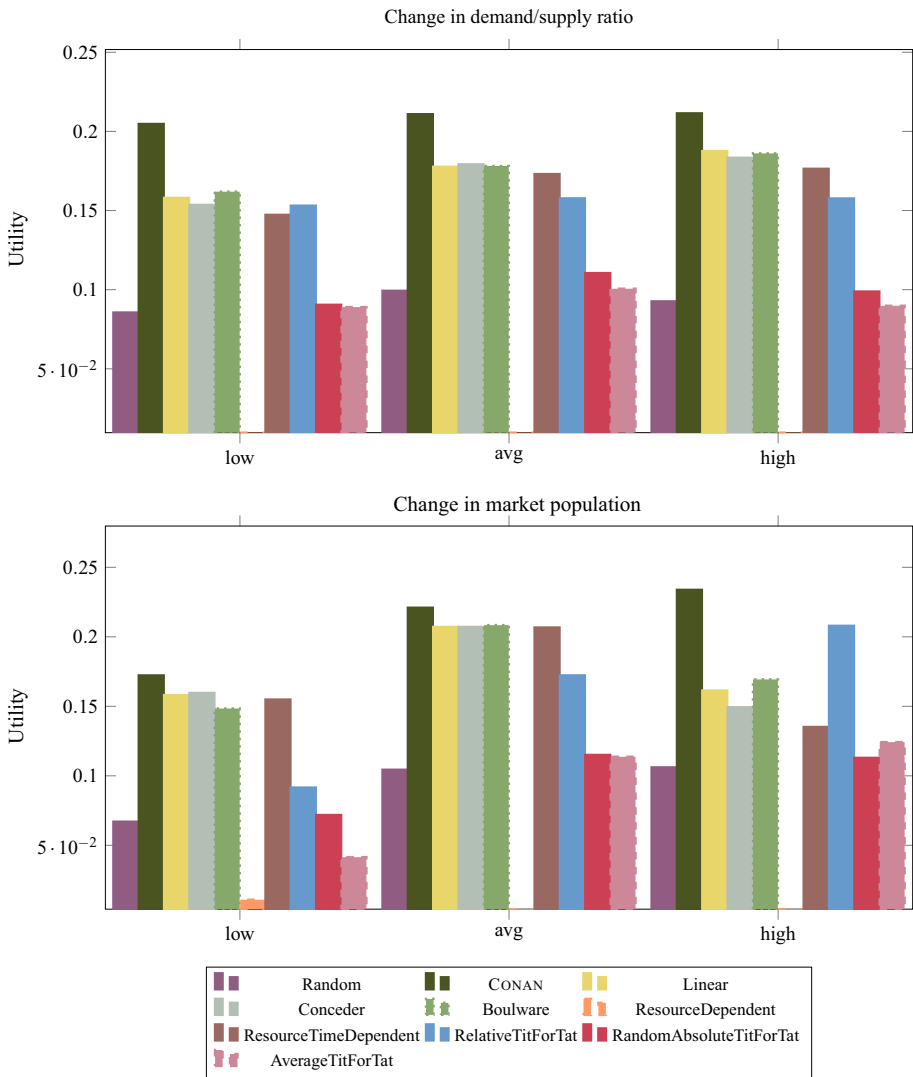 Change in demand/supply ratio
0.25
0.2
0.15
0.1
5 · 10⁻²
Utility
low avg high
Change in market population
0.25
0.2
0.15
0.1
5 · 10⁻²
Utility
low avg high
Random CONAN Linear
Conceder Boulware ResourceDependent
ResourceTimeDependent RelativeTitForTat RandomAbsoluteTitForTat
AverageTitForTat